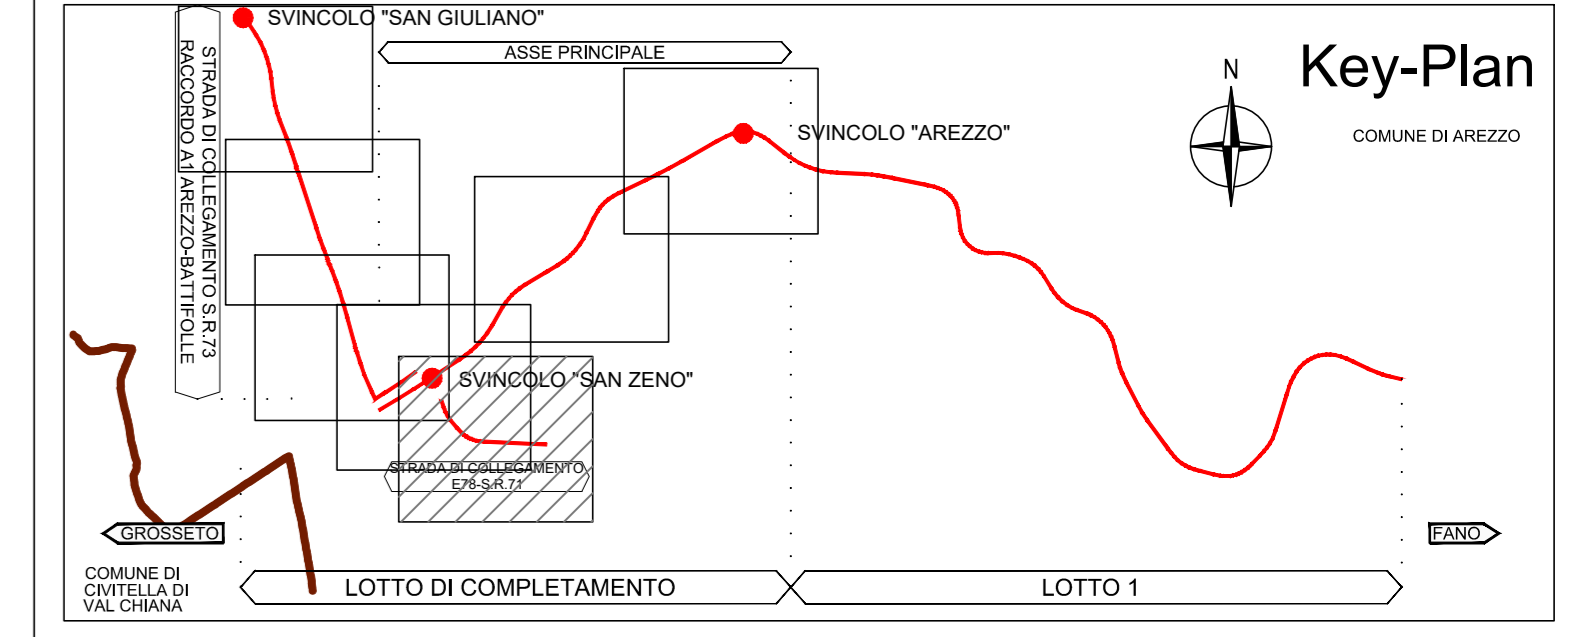 SVINCOLO "SAN GIULIANO"
ASSE PRINCIPALE
Key-Plan
N
COMUNE DI AREZZO
SVINCOLO "AREZZO"
STRADA DI COLLEGAMENTO S.R.73
RACCORDO A1 AREZZO-BATTIFOLLE
SVINCOLO "SAN ZENO"
STRADA DI COLLEGAMENTO
E78-S.R.71
GROSSETO
FANO
COMUNE DI
CIVITELLA DI
VAL CHIANA
LOTTO DI COMPLETAMENTO
LOTTO 1